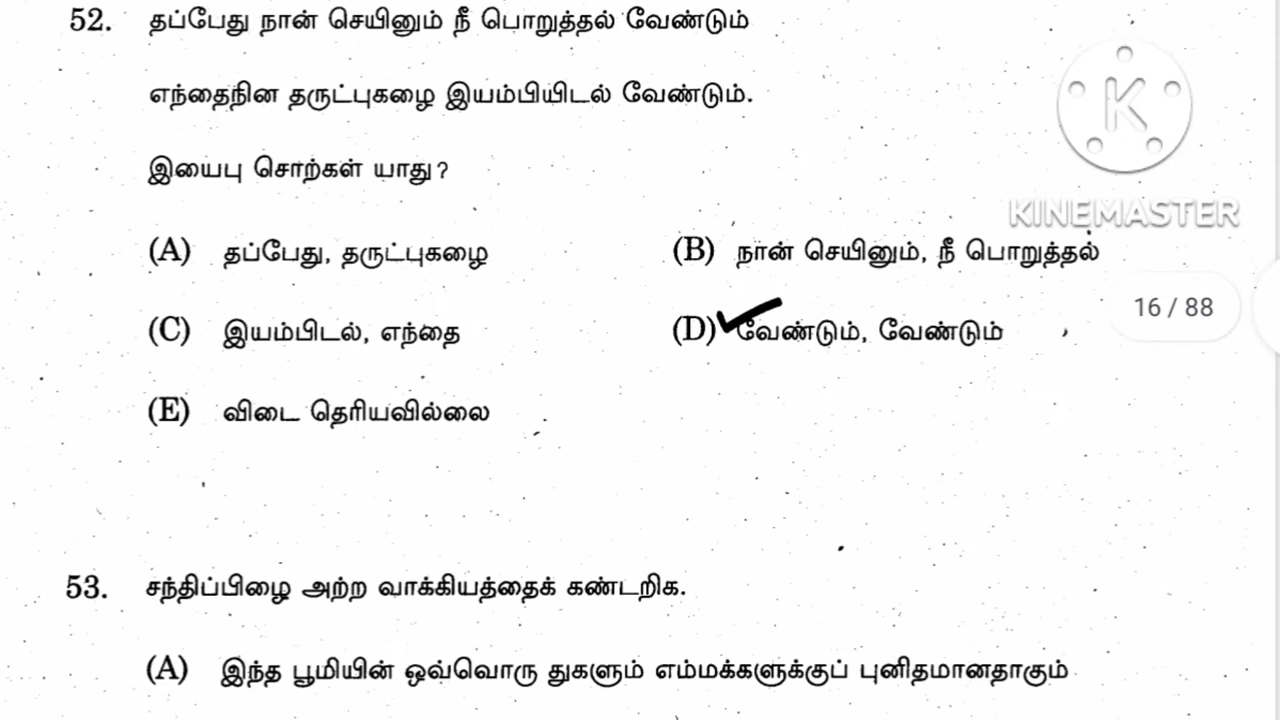 52. தப்பேது நான் செயினும் நீ பொறுத்தல் வேண்டும்
எந்தைநின தருட்புகழை இயம்பியிடல் வேண்டும்.
இயைபு சொற்கள் யாது?
(A) தப்பேது, தருட்புகழை (B) நான் செயினும், நீ பொறுத்தல்
(C) இயம்பிடல், எந்தை (D) வேண்டும், வேண்டும்
(E) விடை தெரியவில்லை
53. சந்திப்பிழை அற்ற வாக்கியத்தைக் கண்டறிக.
(A) இந்த பூமியின் ஒவ்வொரு துகளும் எம்மக்களுக்குப் புனிதமானதாகும்
KINEMASTER
16 / 88